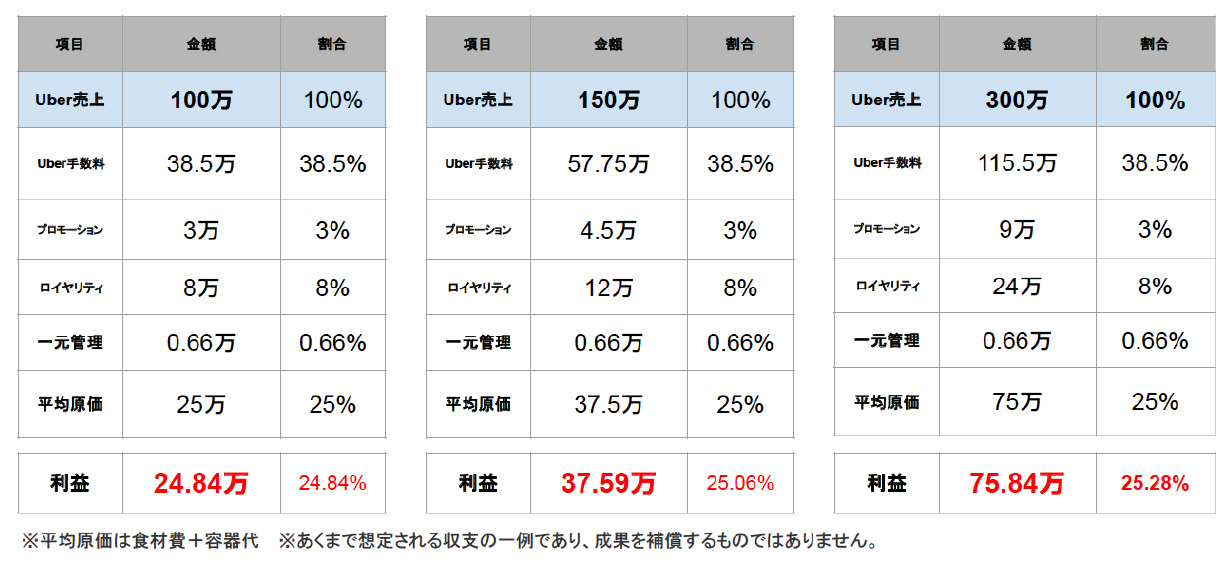 項目 金額 割合
Uber売上 100万 100%
Uber手数料 38.5万 38.5%
プロモーション 3万 3%
ロイヤリティ 8万 8%
一元管理 0.66万 0.66%
平均原価 25万 25%
利益 24.84万 24.84%
項目 金額 割合
Uber売上 150万 100%
Uber手数料 57.75万 38.5%
プロモーション 4.5万 3%
ロイヤリティ 12万 8%
一元管理 0.66万 0.66%
平均原価 37.5万 25%
利益 37.59万 25.06%
項目 金額 割合
Uber売上 300万 100%
Uber手数料 115.5万 38.5%
プロモーション 9万 3%
ロイヤリティ 24万 8%
一元管理 0.66万 0.66%
平均原価 75万 25%
利益 75.84万 25.28%
※平均原価は食材費+容器代　※あくまで想定される収支の一例であり、成果を補償するものではありません。